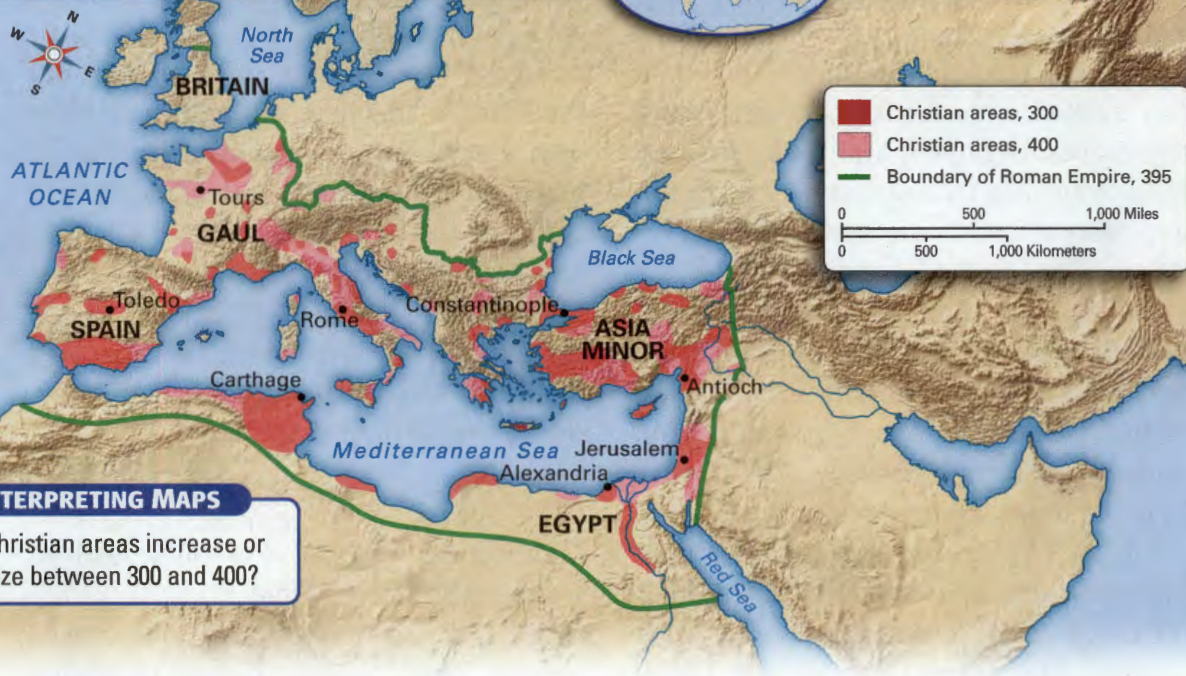 N
W
E
S
North
Sea
BRITAIN
ATLANTIC
OCEAN
Tours
GAUL
Toledo
SPAIN
Rome
Constantinople
Black Sea
ASIA
MINOR
Carthage
Antioch
Mediterranean Sea
Jerusalem
Alexandria
EGYPT
Red Sea
Christian areas, 300
Christian areas, 400
Boundary of Roman Empire, 395
0 500 1,000 Miles
0 500 1,000 Kilometers
TERPRETING MAPS
hristian areas increase or
ze between 300 and 400?